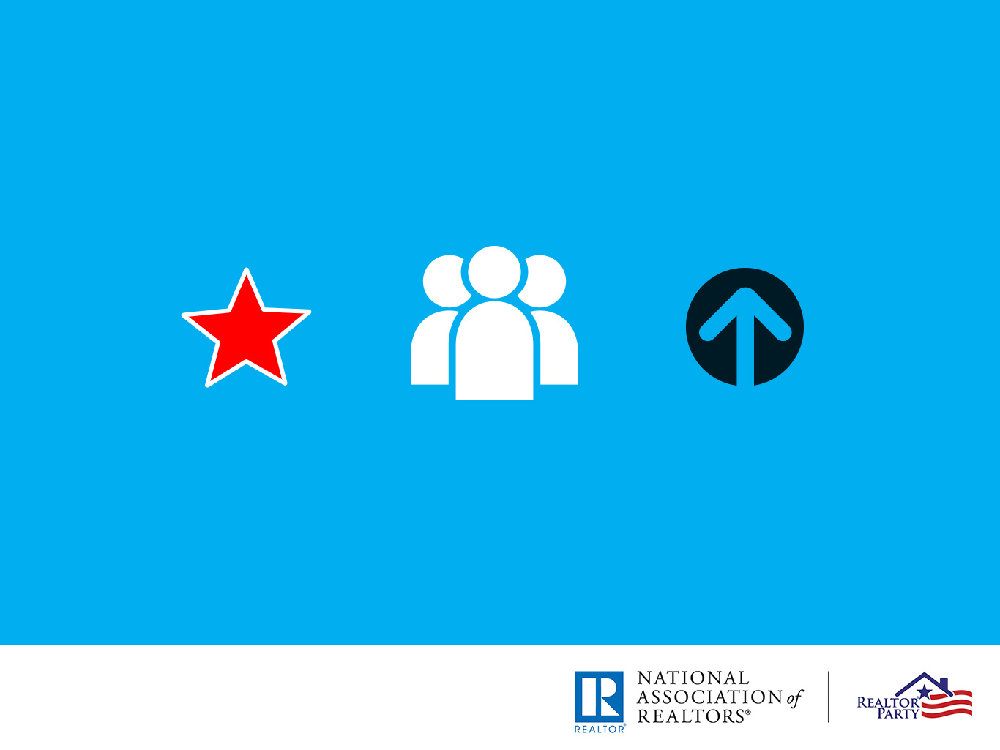 NATIONAL
ASSOCIATION of
REALTORS®
REALTOR®
REALTOR®
PARTY